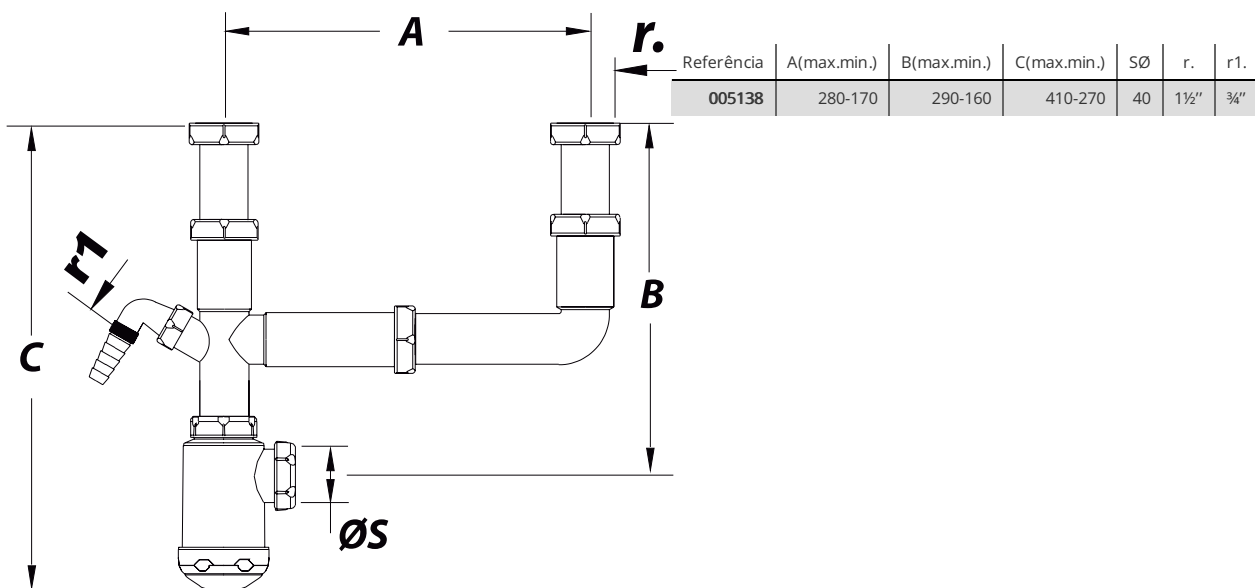 A
r.
Referência A(max.min.) B(max.min.) C(max.min.) SØ r. r1.
005138 280-170 290-160 410-270 40 1½’’ ¾’’
r1
B
C
ØS